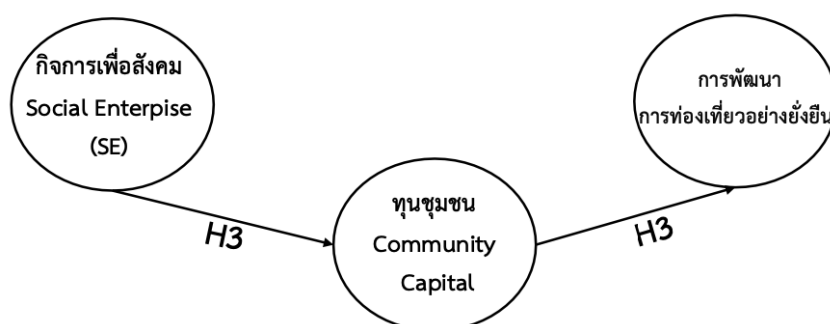 กิจการเพื่อสังคม
Social Enterpise
(SE)
H3
ทุนชุมชน
Community
Capital
H3
การพัฒนา
การท่องเที่ยวอย่างยั่งยืน